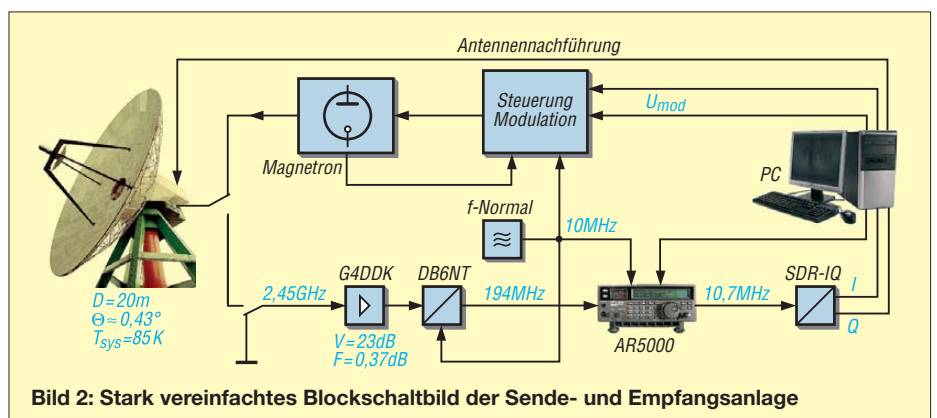 Antennennachführung
Steuerung
Modulation
U_mod
Magnetron
PC
f-Normal
10MHz
G4DDK
DB6NT
SDR-IQ
2,45GHz
194MHz
10,7MHz
I
Q
AR5000
D=20m
Θ≈0,43°
T_sys=85K
V=23dB
F=0,37dB
Bild 2: Stark vereinfachtes Blockschaltbild der Sende- und Empfangsanlage